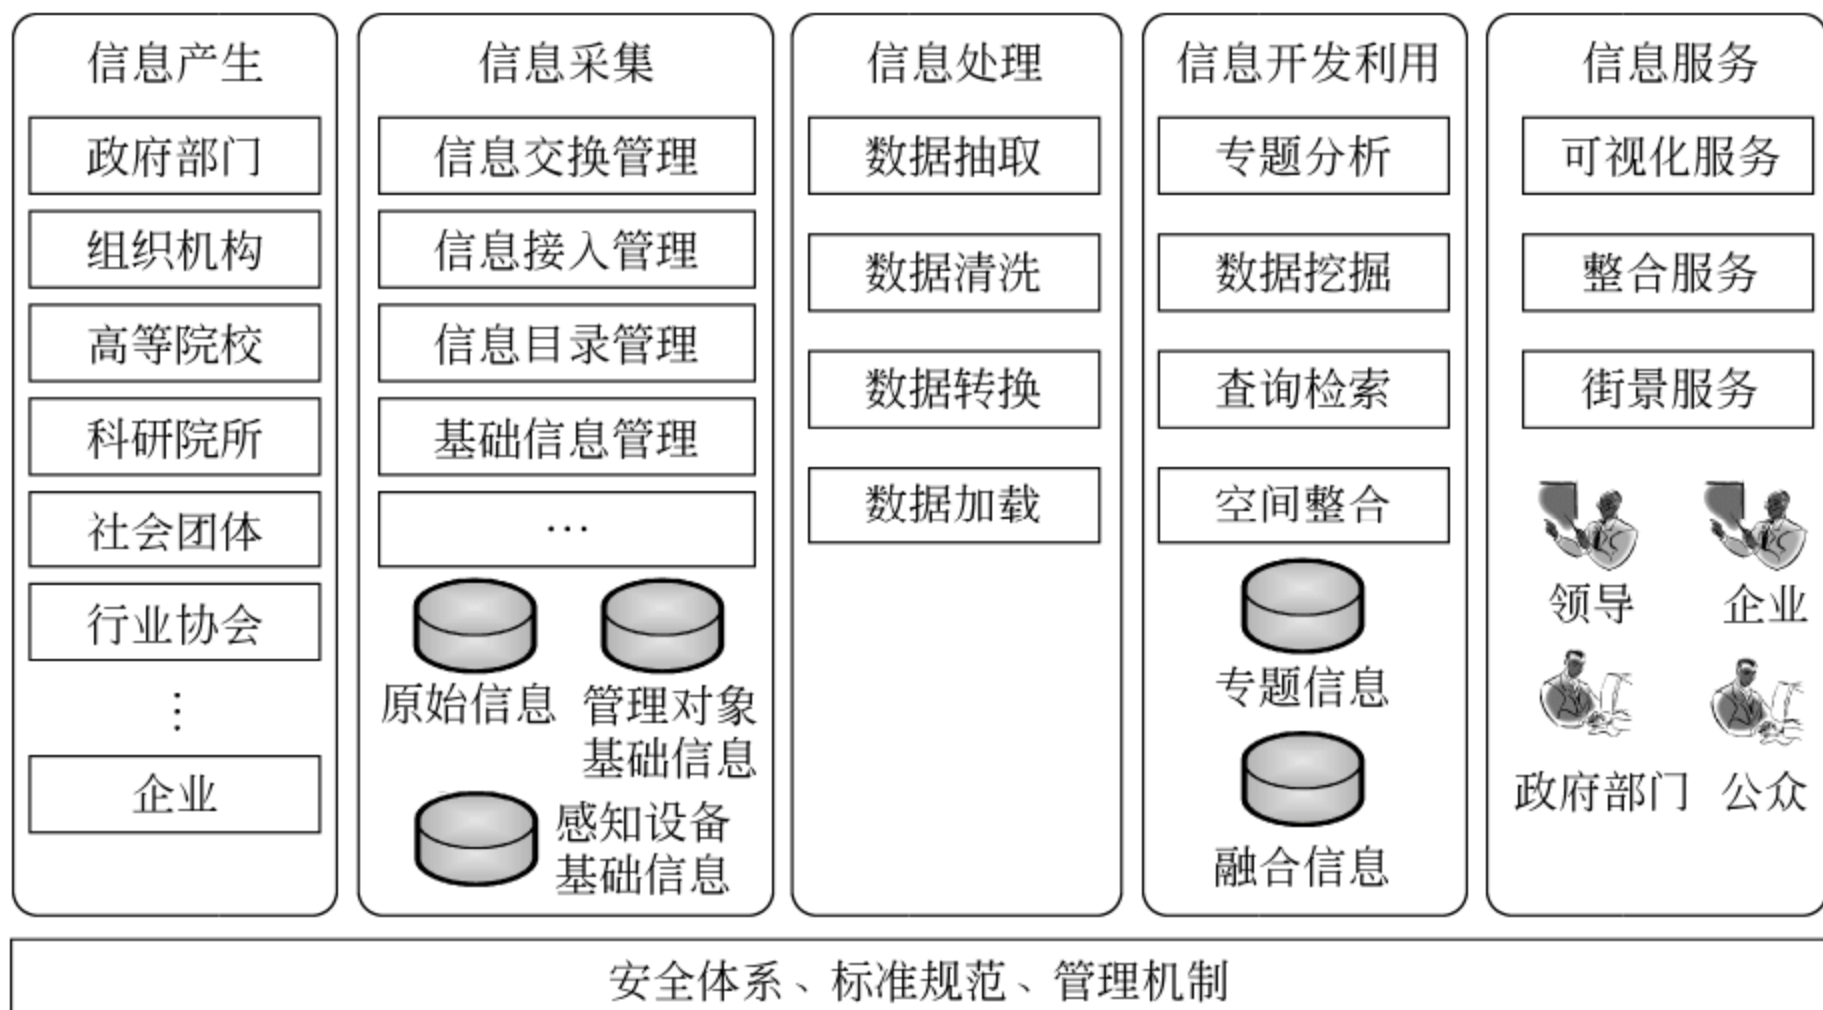 信息产生
政府部门
组织机构
高等院校
科研院所
社会团体
行业协会
⋮
企业
信息采集
信息交换管理
信息接入管理
信息目录管理
基础信息管理
…
原始信息
管理对象
基础信息
感知设备
基础信息
信息处理
数据抽取
数据清洗
数据转换
数据加载
信息开发利用
专题分析
数据挖掘
查询检索
空间整合
专题信息
融合信息
信息服务
可视化服务
整合服务
街景服务
领导
企业
政府部门
公众
安全体系、标准规范、管理机制